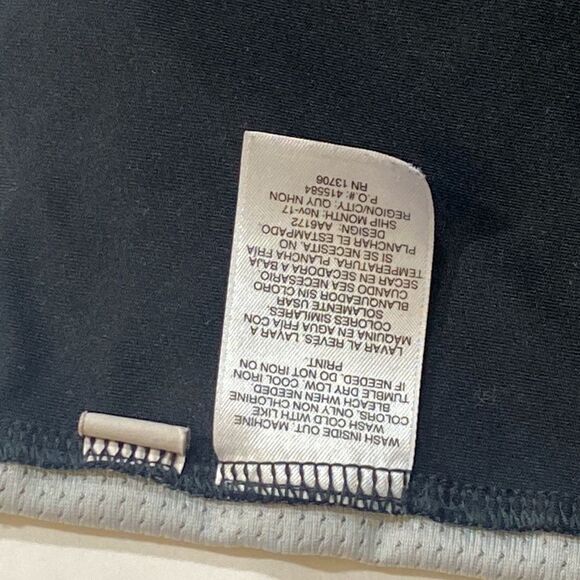 WASH INSIDE OUT. MACHINE
WASH COLD WITH LIKE
COLORS. ONLY NON CHLORINE
BLEACH WHEN NEEDED.
TUMBLE DRY LOW. COOL IRON
IF NEEDED. DO NOT IRON ON
PRINT.
LAVAR AL REVES. LAVAR A
MÁQUINA EN AGUA FRÍA CON
COLORES SIMILARES.
SOLAMENTE USAR
BLANQUEADOR SIN CLORO
CUANDO SEA NECESARIO
SECAR EN SECADORA A BAJA
TEMPERATURA. PLANCHA FRÍA
SI SE NECESITA. NO
PLANCHAR EL ESTAMPADO.
DESIGN: AA6172
SHIP MONTH: Nov-17
REGION/CITY: QUY NHON
P.O.#: 415584
RN 13706